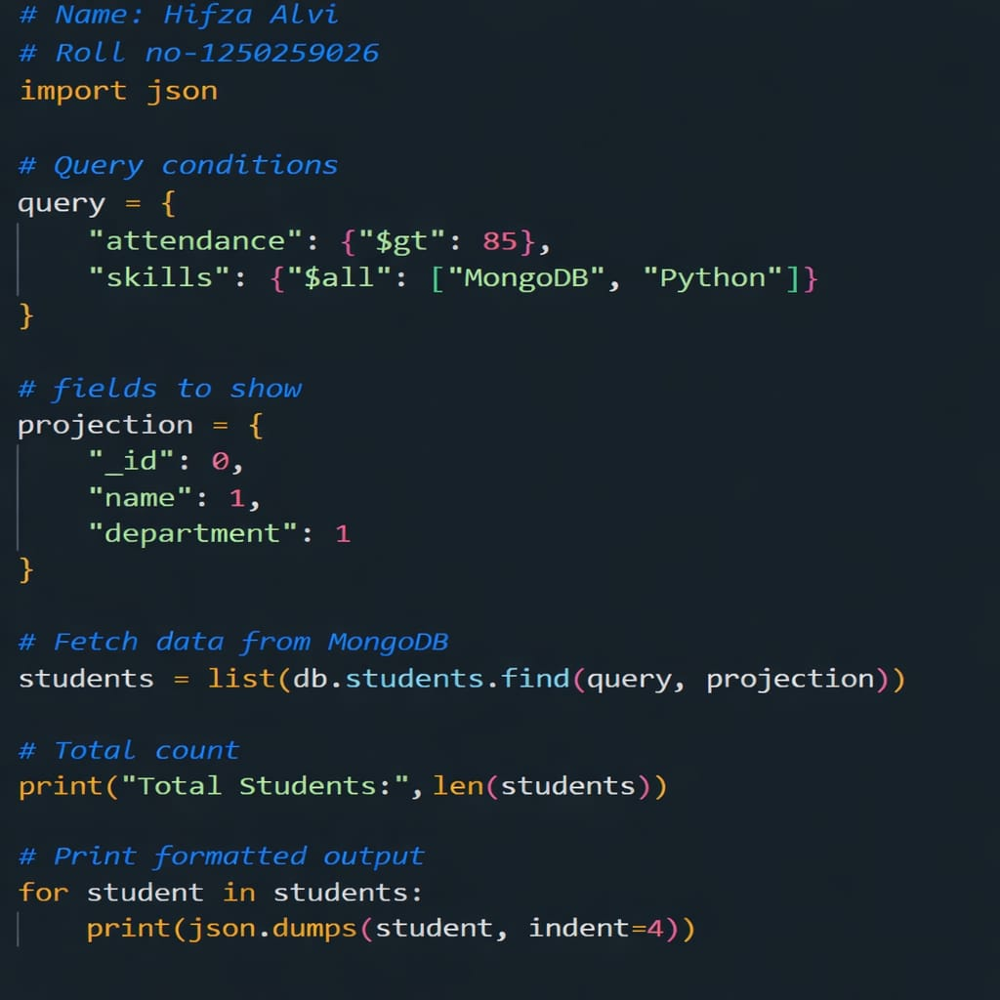 # Name: Hifza Alvi
# Roll no-1250259026
import json
# Query conditions
query = {
    "attendance": {"$gt": 85},
    "skills": {"$all": ["MongoDB", "Python"]}
}
# fields to show
projection = {
    "_id": 0,
    "name": 1,
    "department": 1
}
# Fetch data from MongoDB
students = list(db.students.find(query, projection))
# Total count
print("Total Students:", len(students))
# Print formatted output
for student in students:
    print(json.dumps(student, indent=4))